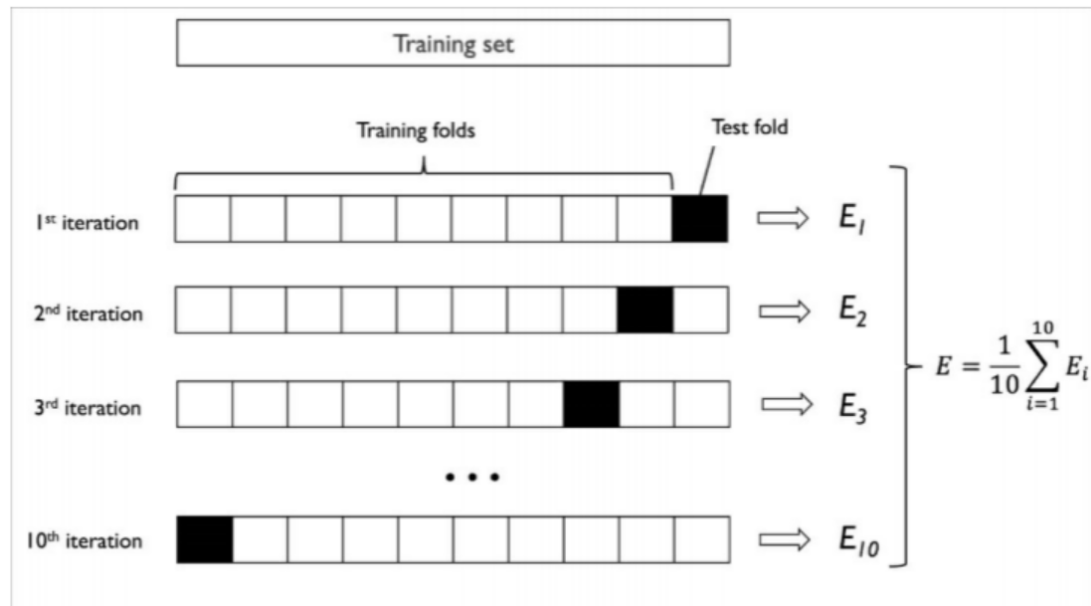 Training set
Training folds
Test fold
1st iteration
E1
2nd iteration
E2
E = 1/10 10∑i=1 Ei
3rd iteration
E3
...
10th iteration
E10